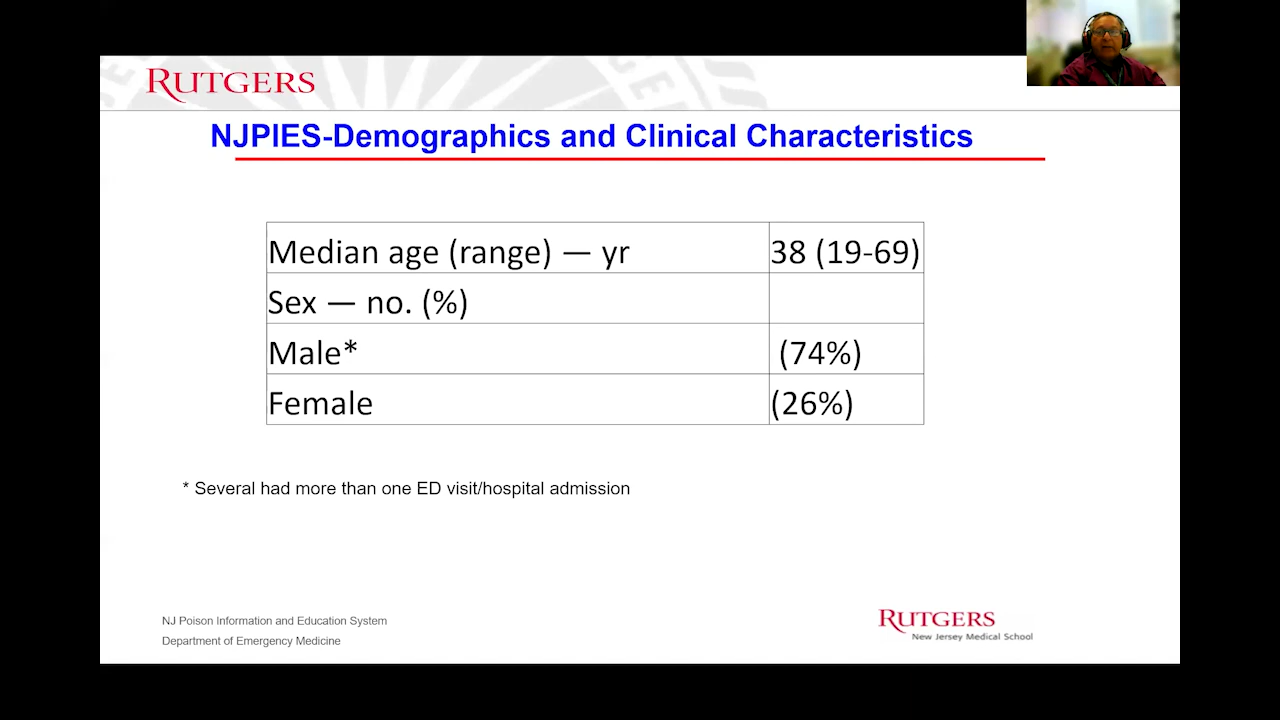 RUTGERS
NJPIES-Demographics and Clinical Characteristics
Median age (range) — yr 38 (19-69)
Sex — no. (%)
Male* (74%)
Female (26%)
* Several had more than one ED visit/hospital admission
NJ Poison Information and Education System
Department of Emergency Medicine
RUTGERS
New Jersey Medical School